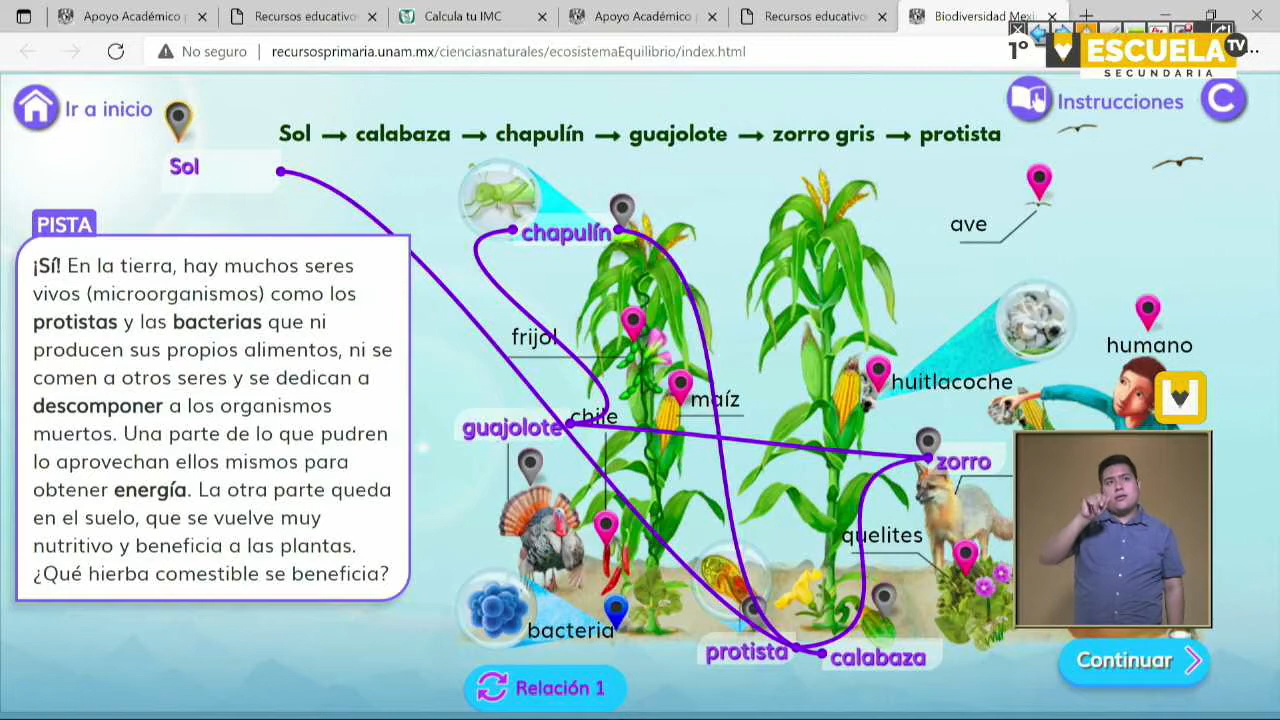 Apoyo Académico
Recursos educativo
Calcula tu IMC
Apoyo Académico
Recursos educativo
Biodiversidad Mexi
No seguro
recursosprimaria.unam.mx/cienciasnaturales/ecosistemaEquilibrio/index.html
1°
ESCUELA TV
SECUNDARIA
Ir a inicio
Instrucciones
Sol → calabaza → chapulín → guajolote → zorro gris → protista
Sol
PISTA
¡Sí! En la tierra, hay muchos seres
vivos (microorganismos) como los
protistas y las bacterias que ni
producen sus propios alimentos, ni se
comen a otros seres y se dedican a
descomponer a los organismos
muertos. Una parte de lo que pudren
lo aprovechan ellos mismos para
obtener energía. La otra parte queda
en el suelo, que se vuelve muy
nutritivo y beneficia a las plantas.
¿Qué hierba comestible se beneficia?
chapulín
ave
frijol
humano
huitlacoche
maíz
chile
guajolote
zorro
quelites
bacteria
protista
calabaza
Relación 1
Continuar